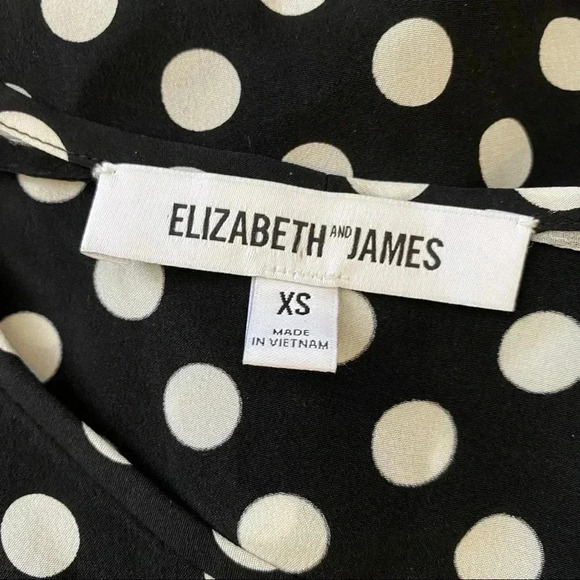 ELIZABETH AND JAMES
XS
MADE
IN VIETNAM